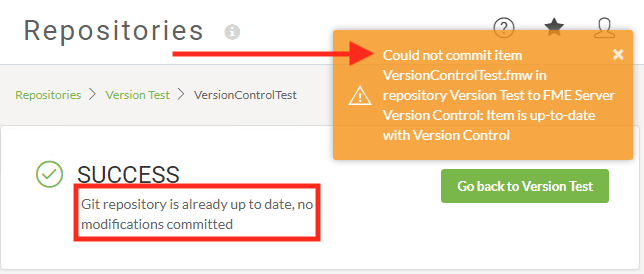 Repositories
Could not commit item
VersionControlTest.fmw in
repository Version Test to FME Server
Version Control: Item is up-to-date
with Version Control
Repositories > Version Test > VersionControlTest
SUCCESS
Git repository is already up to date, no
modifications committed
Go back to Version Test